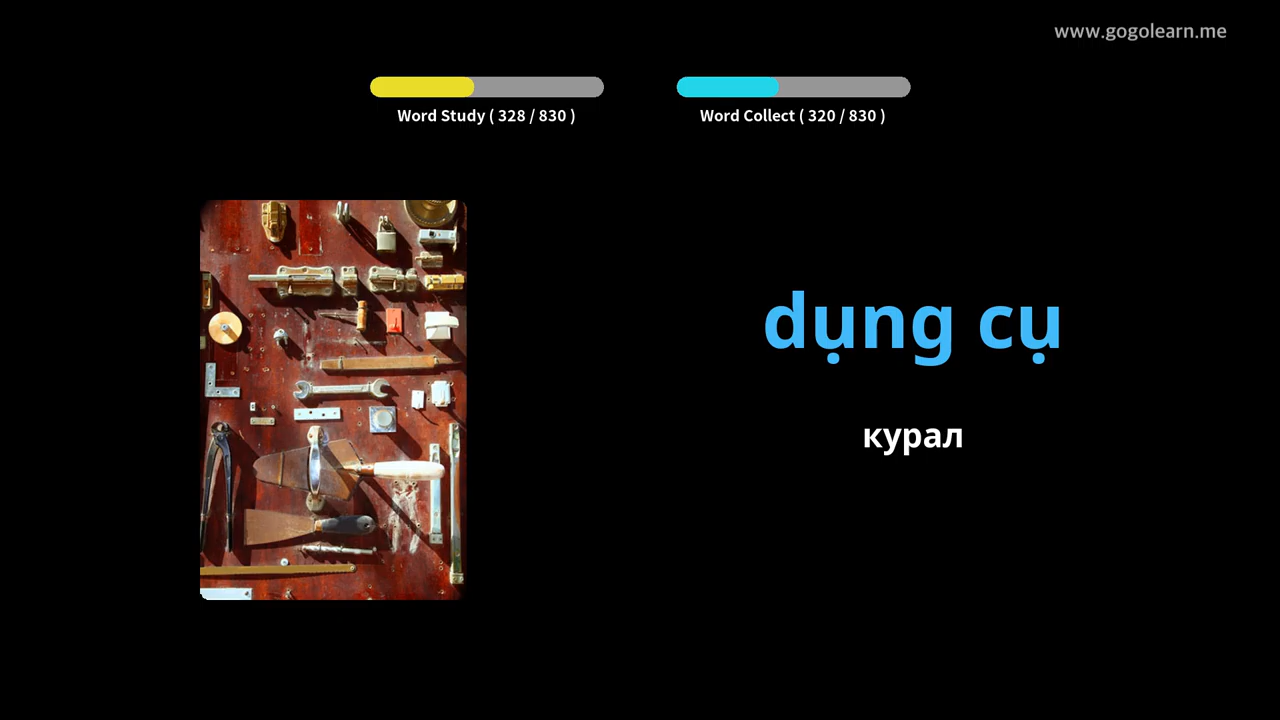 www.gogolearn.me
Word Study ( 328 / 830 )
Word Collect ( 320 / 830 )
dụng cụ
курал